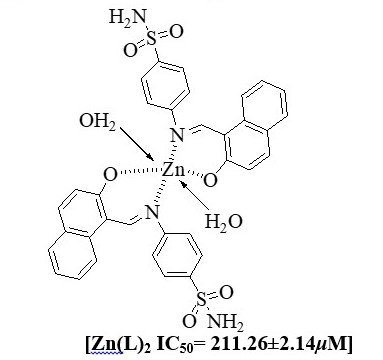 H₂N
O S O
N
OH₂
O Zn O
H₂O
N
S O
O NH₂
[Zn(L)₂ IC₅₀= 211.26±2.14µM]